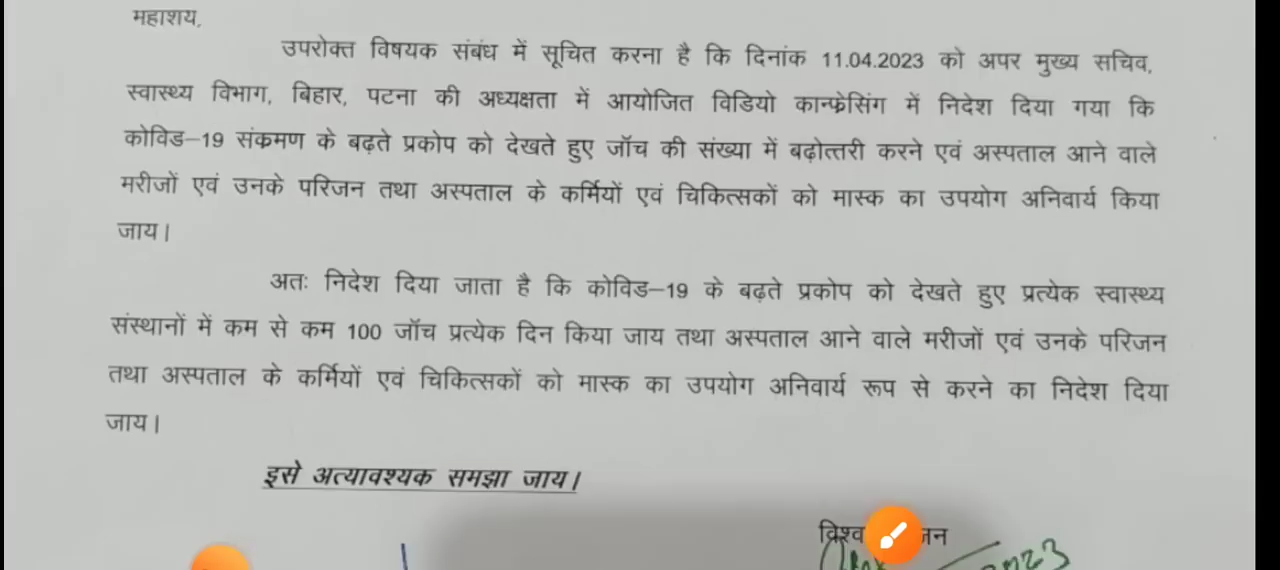 महाशय,
उपरोक्त विषयक संबंध में सूचित करना है कि दिनांक 11.04.2023 को अपर मुख्य सचिव,
स्वास्थ्य विभाग, बिहार, पटना की अध्यक्षता में आयोजित विडियो कान्फ्रेसिंग में निदेश दिया गया कि
कोविड–19 संक्रमण के बढ़ते प्रकोप को देखते हुए जॉच की संख्या में बढ़ोत्तरी करने एवं अस्पताल आने वाले
मरीजों एवं उनके परिजन तथा अस्पताल के कर्मियों एवं चिकित्सकों को मास्क का उपयोग अनिवार्य किया
जाय।
अतः निदेश दिया जाता है कि कोविड–19 के बढ़ते प्रकोप को देखते हुए प्रत्येक स्वास्थ्य
संस्थानों में कम से कम 100 जॉच प्रत्येक दिन किया जाय तथा अस्पताल आने वाले मरीजों एवं उनके परिजन
तथा अस्पताल के कर्मियों एवं चिकित्सकों को मास्क का उपयोग अनिवार्य रूप से करने का निदेश दिया
जाय।
इसे अत्यावश्यक समझा जाय।